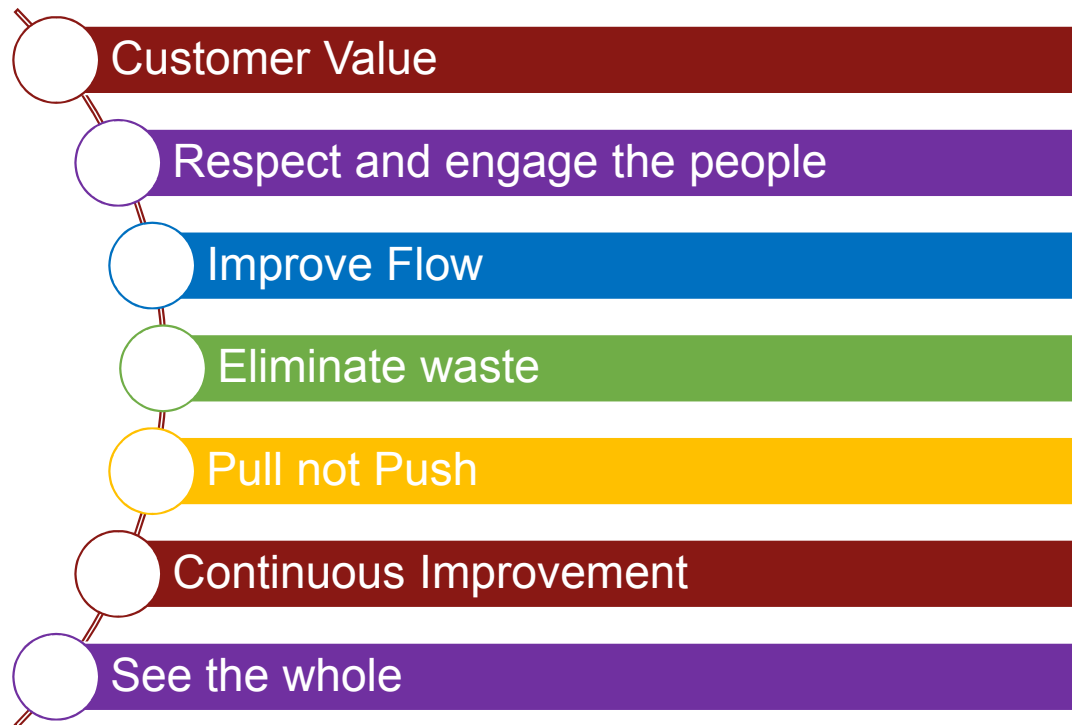 Customer Value
Respect and engage the people
Improve Flow
Eliminate waste
Pull not Push
Continuous Improvement
See the whole